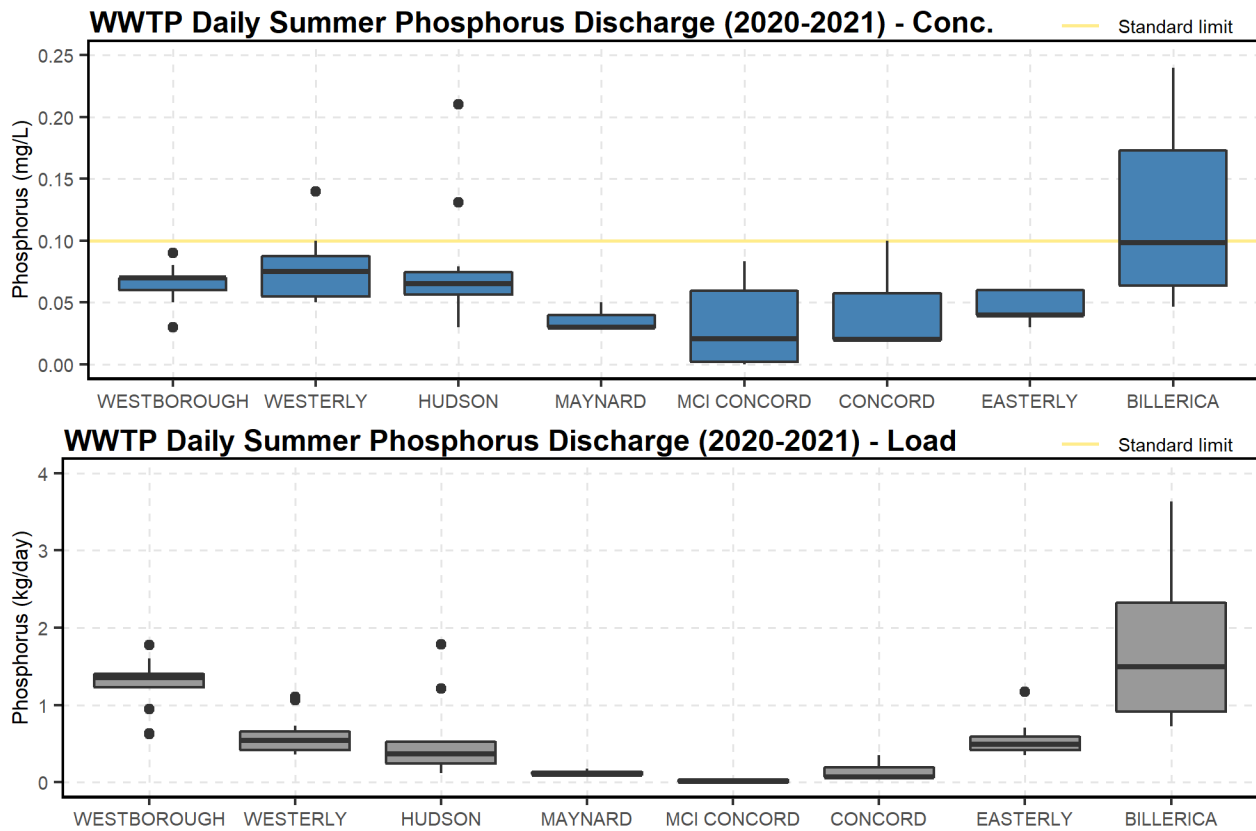 WWTP Daily Summer Phosphorus Discharge (2020-2021) - Conc.
Standard limit
Phosphorus (mg/L)
0.25
0.20
0.15
0.10
0.05
0.00
WESTBOROUGH WESTERLY HUDSON MAYNARD MCI CONCORD CONCORD EASTERLY BILLERICA
WWTP Daily Summer Phosphorus Discharge (2020-2021) - Load
Standard limit
Phosphorus (kg/day)
4
3
2
1
0
WESTBOROUGH WESTERLY HUDSON MAYNARD MCI CONCORD CONCORD EASTERLY BILLERICA